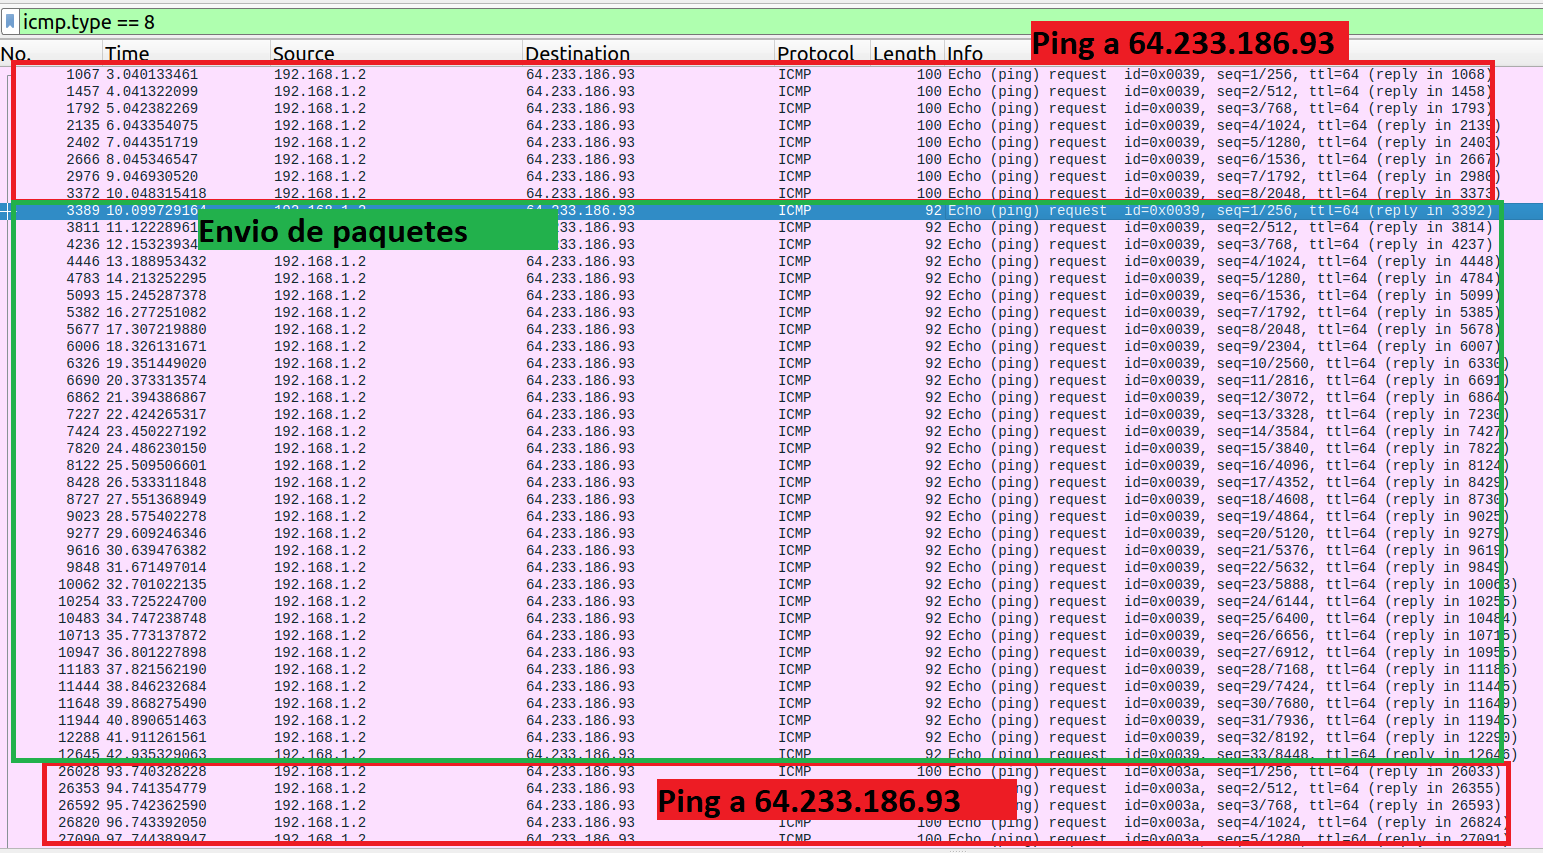 icmp.type == 8
No. Time Source Destination Protocol Length Info
Ping a 64.233.186.93
1067 3.040133461 192.168.1.2 64.233.186.93 ICMP 100 Echo (ping) request id=0x0039, seq=1/256, ttl=64 (reply in 1068)
1457 4.041322099 192.168.1.2 64.233.186.93 ICMP 100 Echo (ping) request id=0x0039, seq=2/512, ttl=64 (reply in 1458)
1792 5.042382269 192.168.1.2 64.233.186.93 ICMP 100 Echo (ping) request id=0x0039, seq=3/768, ttl=64 (reply in 1793)
2135 6.043354075 192.168.1.2 64.233.186.93 ICMP 100 Echo (ping) request id=0x0039, seq=4/1024, ttl=64 (reply in 2139)
2402 7.044351719 192.168.1.2 64.233.186.93 ICMP 100 Echo (ping) request id=0x0039, seq=5/1280, ttl=64 (reply in 2403)
2666 8.045346547 192.168.1.2 64.233.186.93 ICMP 100 Echo (ping) request id=0x0039, seq=6/1536, ttl=64 (reply in 2667)
2976 9.046930520 192.168.1.2 64.233.186.93 ICMP 100 Echo (ping) request id=0x0039, seq=7/1792, ttl=64 (reply in 2980)
3372 10.048315418 192.168.1.2 64.233.186.93 ICMP 100 Echo (ping) request id=0x0039, seq=8/2048, ttl=64 (reply in 3373)
3389 10.099729164 192.168.1.2 64.233.186.93 ICMP 92 Echo (ping) request id=0x0039, seq=1/256, ttl=64 (reply in 3392)
Envio de paquetes
3811 11.12228961 .233.186.93 ICMP 92 Echo (ping) request id=0x0039, seq=2/512, ttl=64 (reply in 3814)
4236 12.15323934 .233.186.93 ICMP 92 Echo (ping) request id=0x0039, seq=3/768, ttl=64 (reply in 4237)
4446 13.188953432 192.168.1.2 64.233.186.93 ICMP 92 Echo (ping) request id=0x0039, seq=4/1024, ttl=64 (reply in 4448)
4783 14.213252295 192.168.1.2 64.233.186.93 ICMP 92 Echo (ping) request id=0x0039, seq=5/1280, ttl=64 (reply in 4784)
5093 15.245287378 192.168.1.2 64.233.186.93 ICMP 92 Echo (ping) request id=0x0039, seq=6/1536, ttl=64 (reply in 5099)
5382 16.277251082 192.168.1.2 64.233.186.93 ICMP 92 Echo (ping) request id=0x0039, seq=7/1792, ttl=64 (reply in 5385)
5677 17.307219880 192.168.1.2 64.233.186.93 ICMP 92 Echo (ping) request id=0x0039, seq=8/2048, ttl=64 (reply in 5678)
6006 18.326131671 192.168.1.2 64.233.186.93 ICMP 92 Echo (ping) request id=0x0039, seq=9/2304, ttl=64 (reply in 6007)
6326 19.351449020 192.168.1.2 64.233.186.93 ICMP 92 Echo (ping) request id=0x0039, seq=10/2560, ttl=64 (reply in 6330)
6690 20.373313574 192.168.1.2 64.233.186.93 ICMP 92 Echo (ping) request id=0x0039, seq=11/2816, ttl=64 (reply in 6691)
6862 21.394386867 192.168.1.2 64.233.186.93 ICMP 92 Echo (ping) request id=0x0039, seq=12/3072, ttl=64 (reply in 6864)
7227 22.424265317 192.168.1.2 64.233.186.93 ICMP 92 Echo (ping) request id=0x0039, seq=13/3328, ttl=64 (reply in 7230)
7424 23.450227192 192.168.1.2 64.233.186.93 ICMP 92 Echo (ping) request id=0x0039, seq=14/3584, ttl=64 (reply in 7427)
7820 24.486230150 192.168.1.2 64.233.186.93 ICMP 92 Echo (ping) request id=0x0039, seq=15/3840, ttl=64 (reply in 7822)
8122 25.509506601 192.168.1.2 64.233.186.93 ICMP 92 Echo (ping) request id=0x0039, seq=16/4096, ttl=64 (reply in 8124)
8428 26.533311848 192.168.1.2 64.233.186.93 ICMP 92 Echo (ping) request id=0x0039, seq=17/4352, ttl=64 (reply in 8429)
8727 27.551368949 192.168.1.2 64.233.186.93 ICMP 92 Echo (ping) request id=0x0039, seq=18/4608, ttl=64 (reply in 8730)
9023 28.575402278 192.168.1.2 64.233.186.93 ICMP 92 Echo (ping) request id=0x0039, seq=19/4864, ttl=64 (reply in 9025)
9277 29.609246346 192.168.1.2 64.233.186.93 ICMP 92 Echo (ping) request id=0x0039, seq=20/5120, ttl=64 (reply in 9279)
9616 30.639476382 192.168.1.2 64.233.186.93 ICMP 92 Echo (ping) request id=0x0039, seq=21/5376, ttl=64 (reply in 9619)
9848 31.671497014 192.168.1.2 64.233.186.93 ICMP 92 Echo (ping) request id=0x0039, seq=22/5632, ttl=64 (reply in 9849)
10062 32.701022135 192.168.1.2 64.233.186.93 ICMP 92 Echo (ping) request id=0x0039, seq=23/5888, ttl=64 (reply in 10063)
10254 33.725224700 192.168.1.2 64.233.186.93 ICMP 92 Echo (ping) request id=0x0039, seq=24/6144, ttl=64 (reply in 10255)
10483 34.747238748 192.168.1.2 64.233.186.93 ICMP 92 Echo (ping) request id=0x0039, seq=25/6400, ttl=64 (reply in 10484)
10713 35.773137872 192.168.1.2 64.233.186.93 ICMP 92 Echo (ping) request id=0x0039, seq=26/6656, ttl=64 (reply in 10715)
10947 36.801227898 192.168.1.2 64.233.186.93 ICMP 92 Echo (ping) request id=0x0039, seq=27/6912, ttl=64 (reply in 10955)
11183 37.821562190 192.168.1.2 64.233.186.93 ICMP 92 Echo (ping) request id=0x0039, seq=28/7168, ttl=64 (reply in 11186)
11444 38.846232684 192.168.1.2 64.233.186.93 ICMP 92 Echo (ping) request id=0x0039, seq=29/7424, ttl=64 (reply in 11445)
11648 39.868275490 192.168.1.2 64.233.186.93 ICMP 92 Echo (ping) request id=0x0039, seq=30/7680, ttl=64 (reply in 11649)
11944 40.890651463 192.168.1.2 64.233.186.93 ICMP 92 Echo (ping) request id=0x0039, seq=31/7936, ttl=64 (reply in 11945)
12288 41.911261561 192.168.1.2 64.233.186.93 ICMP 92 Echo (ping) request id=0x0039, seq=32/8192, ttl=64 (reply in 12290)
12645 42.935329063 192.168.1.2 64.233.186.93 ICMP 92 Echo (ping) request id=0x0039, seq=33/8448, ttl=64 (reply in 12646)
26028 93.740328228 192.168.1.2 64.233.186.93 ICMP 100 Echo (ping) request id=0x003a, seq=1/256, ttl=64 (reply in 26033)
26353 94.741354779 192.168.1.2 64.233.186.93 ng) request id=0x003a, seq=2/512, ttl=64 (reply in 26355)
Ping a 64.233.186.93
26592 95.742362590 192.168.1.2 64.233.186.93 ng) request id=0x003a, seq=3/768, ttl=64 (reply in 26593)
26820 96.743392050 192.168.1.2 64.233.186.93 ICMP 100 Echo (ping) request id=0x003a, seq=4/1024, ttl=64 (reply in 26824)
27090 97.744389947 192.168.1.2 64.233.186.93 ICMP 100 Echo (ping) request id=0x003a, seq=5/1280, ttl=64 (reply in 27091)